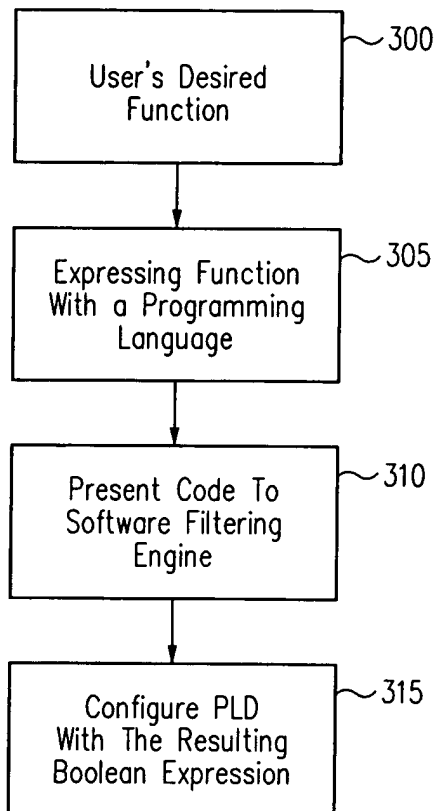 300
User's Desired
Function
305
Expressing Function
With a Programming
Language
310
Present Code To
Software Filtering
Engine
315
Configure PLD
With The Resulting
Boolean Expression